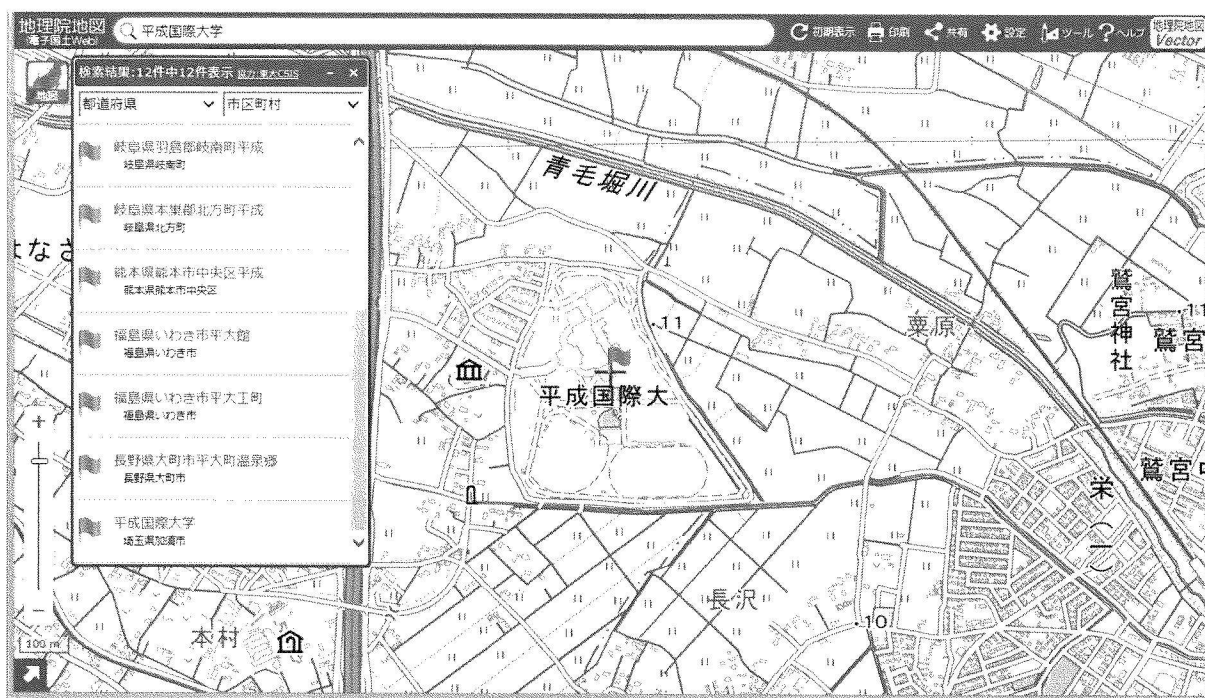 地理院地図
電子国土Web
平成国際大学
初期表示
印刷
共有
設定
ツール
ヘルプ
地理院地図
Vector
検索結果:12件中12件表示 協力:東大CSIS
都道府県
市区町村
岐阜県羽島郡岐南町平成
岐阜県岐南町
岐阜県本巣郡北方町平成
岐阜県北方町
熊本県熊本市中央区平成
熊本県熊本市中央区
福島県いわき市平大館
福島県いわき市
福島県いわき市平大工町
福島県いわき市
長野県大町市平大町温泉郷
長野県大町市
平成国際大学
埼玉県加須市
100 m
はなさ
青毛堀川
・11
平成国際大
粟原
鷲宮神社
・11
鷲宮
鷲宮中
栄(一)
長沢
・10
本村